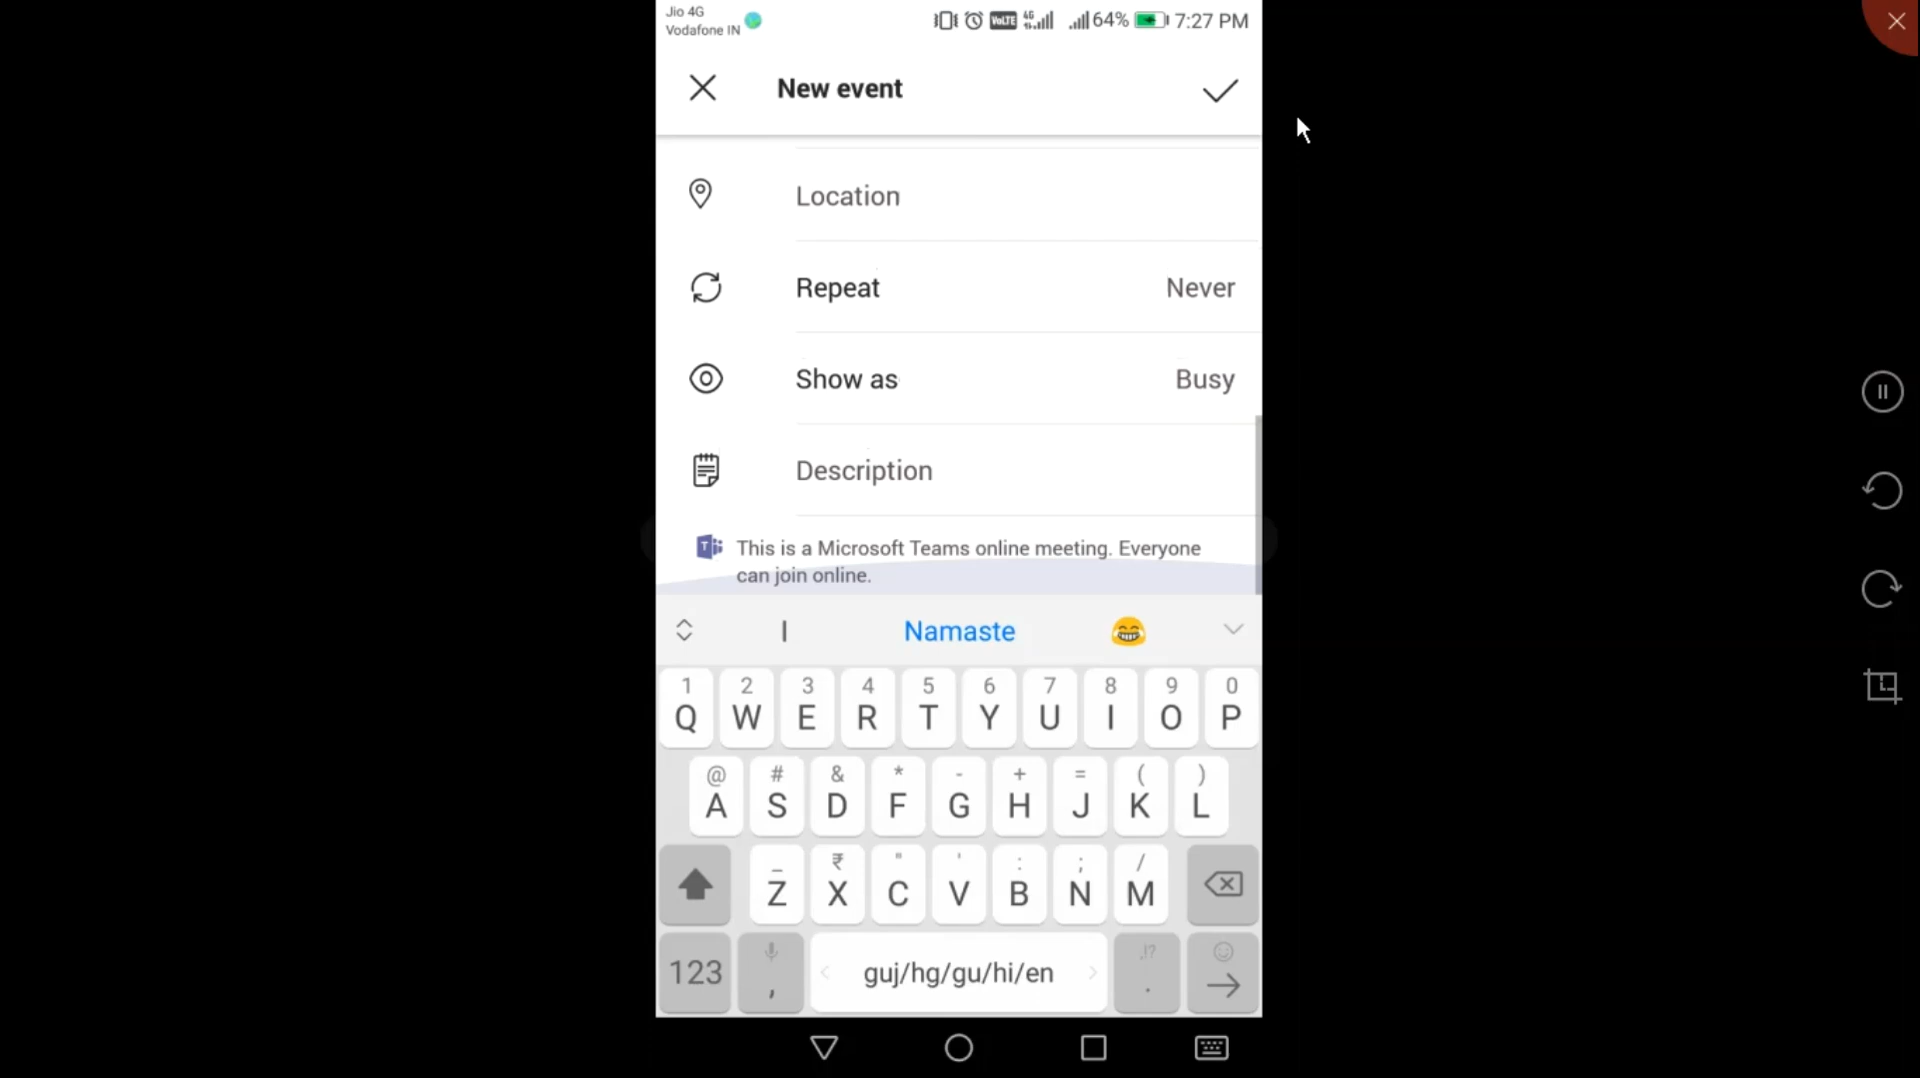 Jio 4G
Vodafone IN
VoLTE 4G 64% 7:27 PM
New event
Location
Repeat Never
Show as Busy
Description
T
This is a Microsoft Teams online meeting. Everyone
can join online.
I Namaste
1 2 3 4 5 6 7 8 9 0
Q W E R T Y U I O P
@ # & * - + = ( )
A S D F G H J K L
_ ₹ " ' : ; /
Z X C V B N M
123 , guj/hg/gu/hi/en .!? .